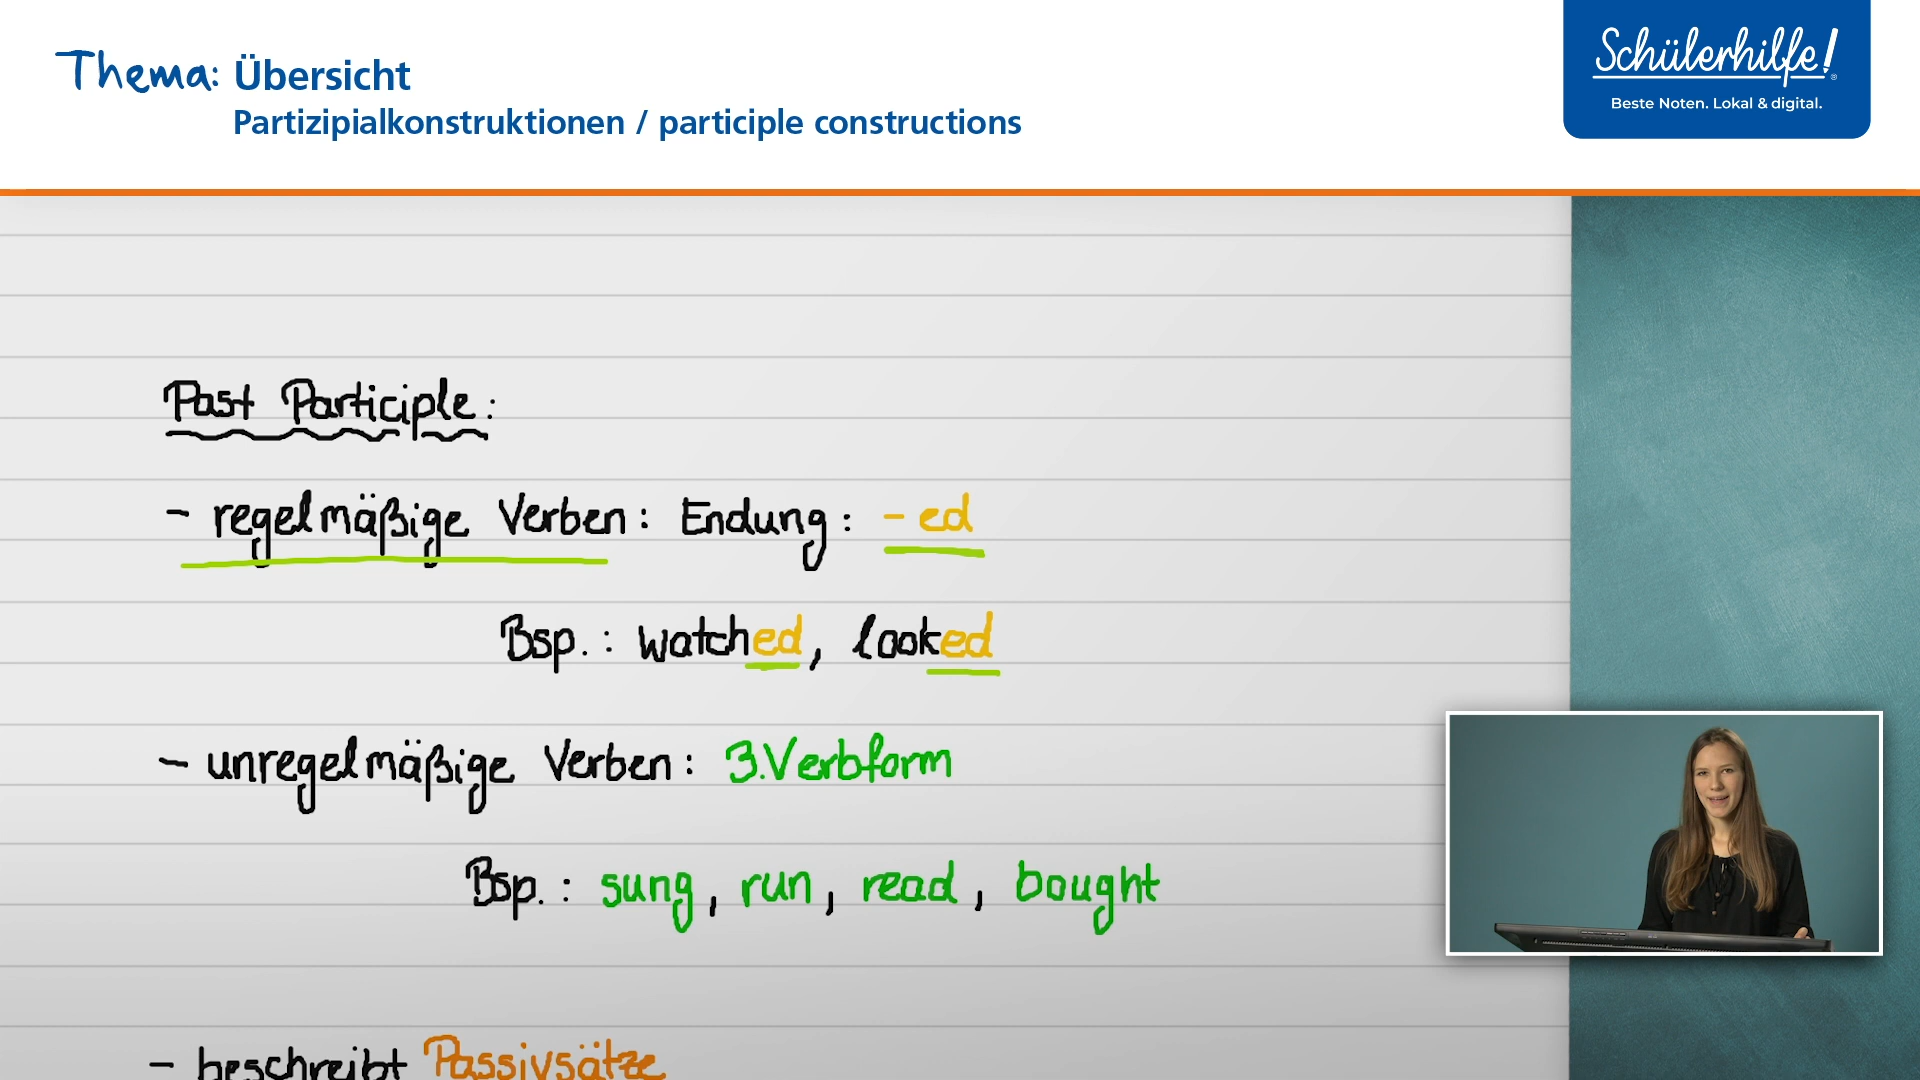 Thema: Übersicht
Partizipialkonstruktionen / participle constructions
Schülerhilfe!
Beste Noten. Lokal & digital.
Past Participle:
- regelmäßige Verben: Endung: -ed
Bsp.: watched, looked
- unregelmäßige Verben: 3.Verbform
Bsp.: sung, run, read, bought
- beschreibt Passivsätze